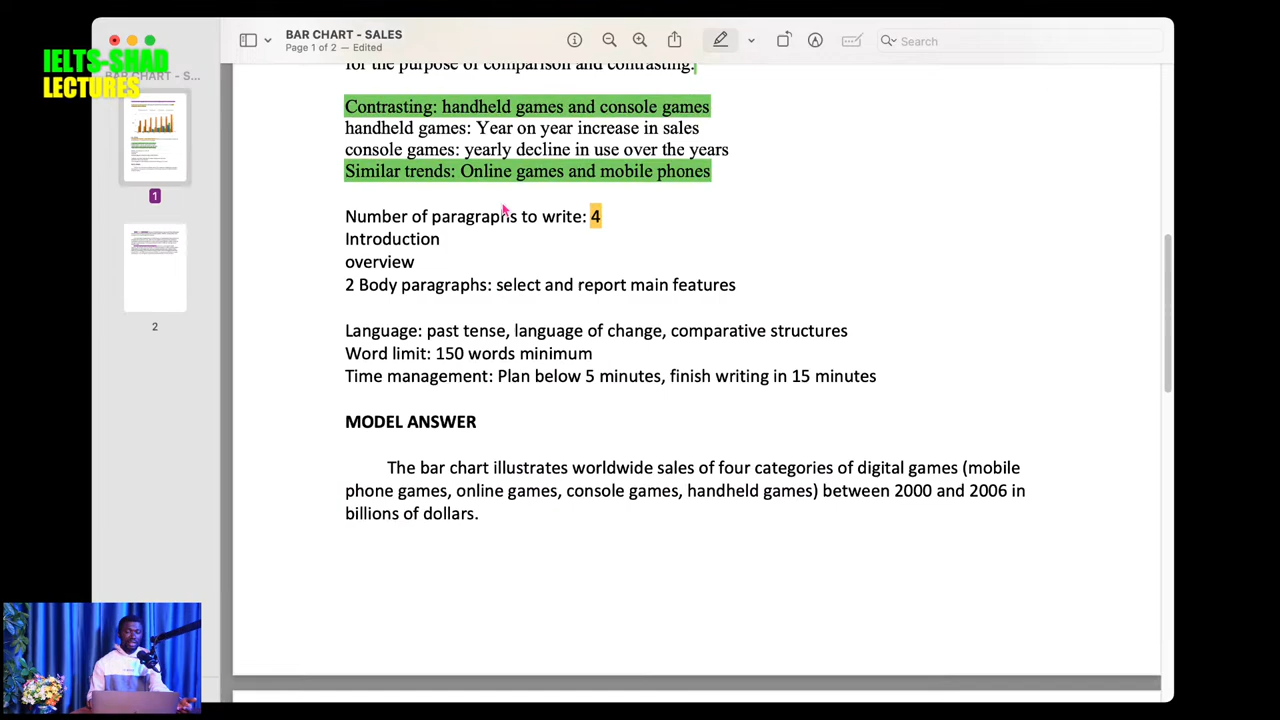 BAR CHART - SALES
Page 1 of 2 — Edited
Search
IELTS-SHAD
LECTURES
BAR CHART - S...
1
2
for the purpose of comparison and contrasting.
Contrasting: handheld games and console games
handheld games: Year on year increase in sales
console games: yearly decline in use over the years
Similar trends: Online games and mobile phones
Number of paragraphs to write: 4
Introduction
overview
2 Body paragraphs: select and report main features
Language: past tense, language of change, comparative structures
Word limit: 150 words minimum
Time management: Plan below 5 minutes, finish writing in 15 minutes
MODEL ANSWER
The bar chart illustrates worldwide sales of four categories of digital games (mobile
phone games, online games, console games, handheld games) between 2000 and 2006 in
billions of dollars.